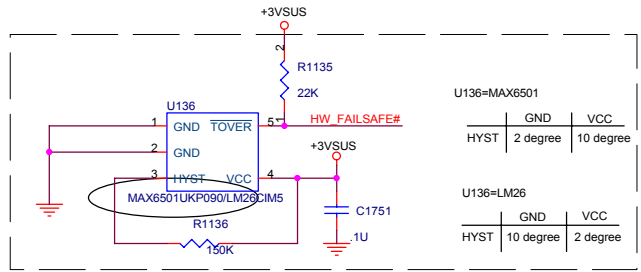 +3VSUS
2
R1135
22K
1
U136
1 GND TOVER 5 HW_FAILSAFE#
2 GND
3 HYST VCC 4
+3VSUS
MAX6501UKP090/LM26CIM5
C1751
.1U
R1136
150K
U136=MAX6501
GND VCC
HYST 2 degree 10 degree
U136=LM26
GND VCC
HYST 10 degree 2 degree